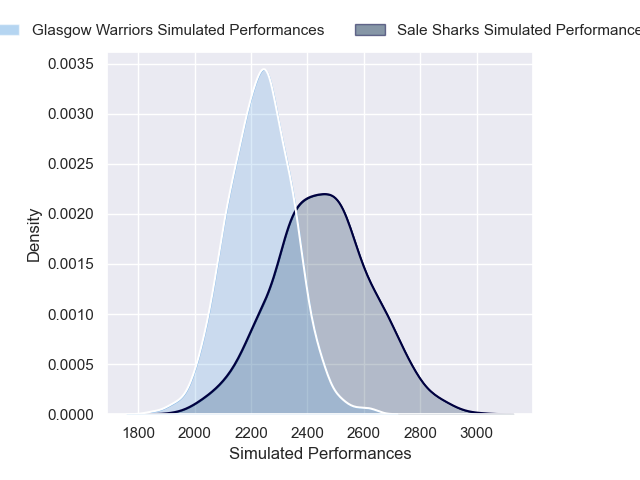 Glasgow Warriors Simulated Performances Sale Sharks Simulated Performance
0.0035
0.0030
0.0025
0.0020
0.0015
0.0010
0.0005
0.0000
Density
1800 2000 2200 2400 2600 2800 3000
Simulated Performances